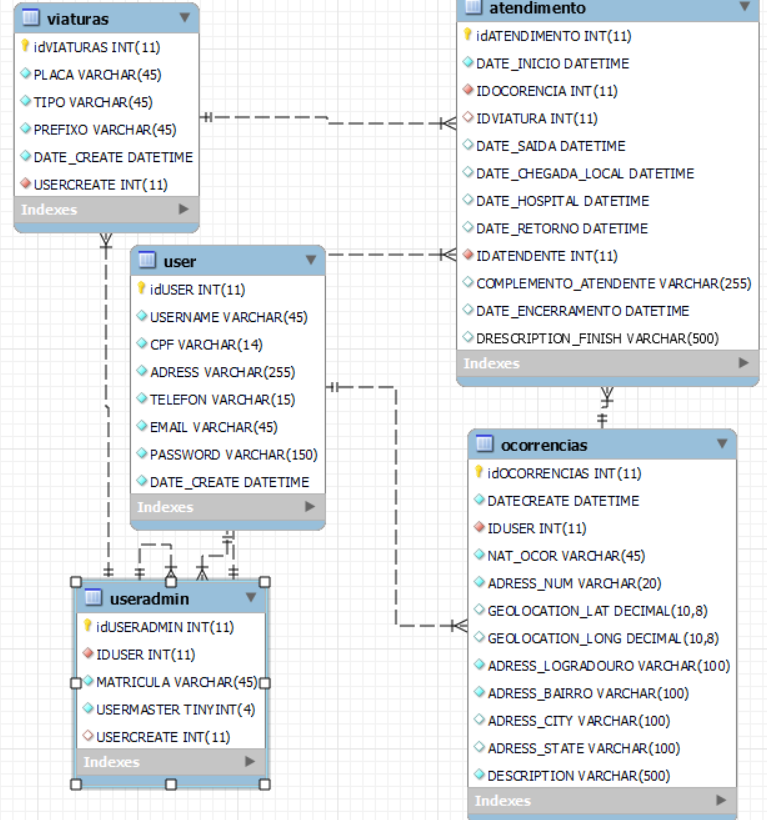 viaturas
idVIATURAS INT(11)
PLACA VARCHAR(45)
TIPO VARCHAR(45)
PREFIXO VARCHAR(45)
DATE_CREATE DATETIME
USERCREATE INT(11)
Indexes
atendimento
idATENDIMENTO INT(11)
DATE_INICIO DATETIME
IDOCORENCIA INT(11)
IDVIATURA INT(11)
DATE_SAIDA DATETIME
DATE_CHEGADA_LOCAL DATETIME
DATE_HOSPITAL DATETIME
DATE_RETORNO DATETIME
IDATENDENTE INT(11)
COMPLEMENTO_ATENDENTE VARCHAR(255)
DATE_ENCERRAMENTO DATETIME
DRESCRIPTION_FINISH VARCHAR(500)
Indexes
user
idUSER INT(11)
USERNAME VARCHAR(45)
CPF VARCHAR(14)
ADRESS VARCHAR(255)
TELEFON VARCHAR(15)
EMAIL VARCHAR(45)
PASSWORD VARCHAR(150)
DATE_CREATE DATETIME
Indexes
ocorrencias
idOCORRENCIAS INT(11)
DATECREATE DATETIME
IDUSER INT(11)
NAT_OCOR VARCHAR(45)
ADRESS_NUM VARCHAR(20)
GEOLOCATION_LAT DECIMAL(10,8)
GEOLOCATION_LONG DECIMAL(10,8)
ADRESS_LOGRADOURO VARCHAR(100)
ADRESS_BAIRRO VARCHAR(100)
ADRESS_CITY VARCHAR(100)
ADRESS_STATE VARCHAR(100)
DESCRIPTION VARCHAR(500)
Indexes
useradmin
idUSERADMIN INT(11)
IDUSER INT(11)
MATRICULA VARCHAR(45)
USERMASTER TINYINT(4)
USERCREATE INT(11)
Indexes